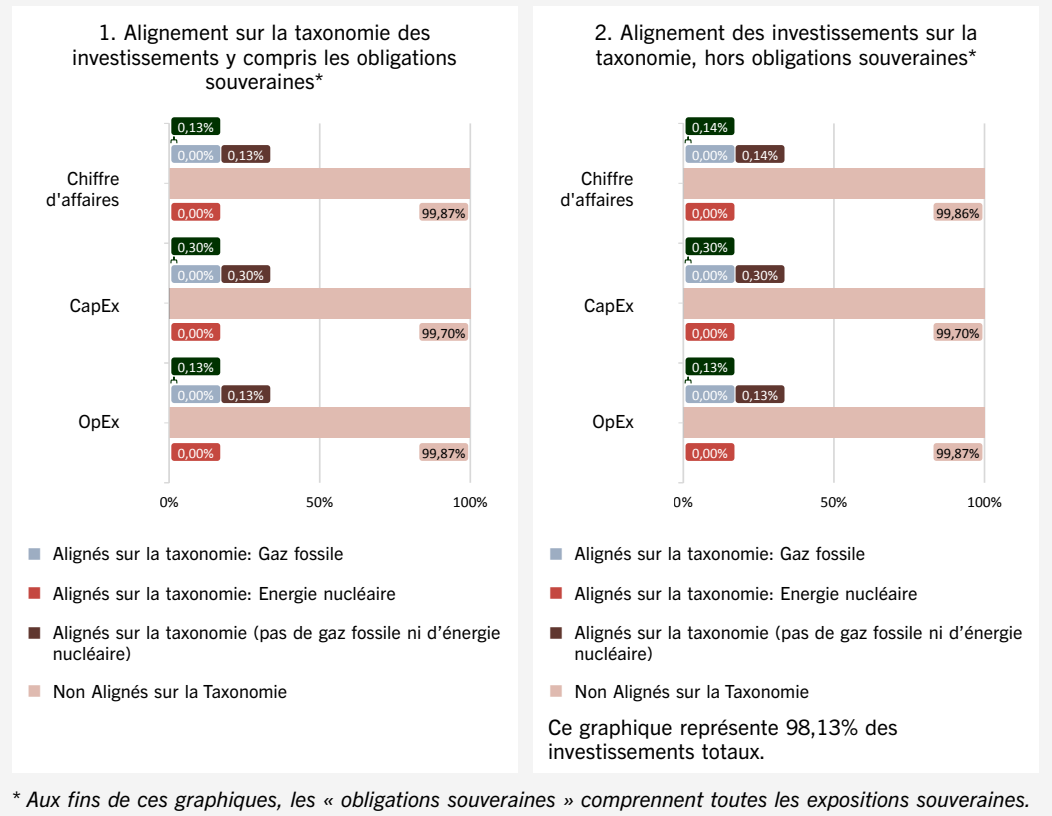 1. Alignement sur la taxonomie des
investissements y compris les obligations
souveraines*
0,13%
0,00% 0,13%
Chiffre
d'affaires
0,00% 99,87%
0,30%
0,00% 0,30%
CapEx
0,00% 99,70%
0,13%
0,00% 0,13%
OpEx
0,00% 99,87%
0% 50% 100%
Alignés sur la taxonomie: Gaz fossile
Alignés sur la taxonomie: Energie nucléaire
Alignés sur la taxonomie (pas de gaz fossile ni d’énergie
nucléaire)
Non Alignés sur la Taxonomie
2. Alignement des investissements sur la
taxonomie, hors obligations souveraines*
0,14%
0,00% 0,14%
Chiffre
d'affaires
0,00% 99,86%
0,30%
0,00% 0,30%
CapEx
0,00% 99,70%
0,13%
0,00% 0,13%
OpEx
0,00% 99,87%
0% 50% 100%
Alignés sur la taxonomie: Gaz fossile
Alignés sur la taxonomie: Energie nucléaire
Alignés sur la taxonomie (pas de gaz fossile ni d’énergie
nucléaire)
Non Alignés sur la Taxonomie
Ce graphique représente 98,13% des
investissements totaux.
* Aux fins de ces graphiques, les « obligations souveraines » comprennent toutes les expositions souveraines.